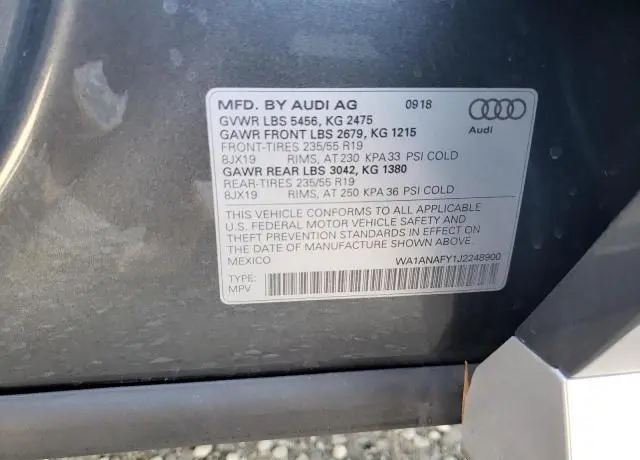 MFD. BY AUDI AG 09 18
GVWR LBS 5456, KG 2475
GAWR FRONT LBS 2679, KG 1215
FRONT-TIRES 235/55 R19
8JX19 RIMS, AT 230 KPA 33 PSI COLD
GAWR REAR LBS 3042, KG 1380
REAR-TIRES 235/55 R19
8JX19 RIMS, AT 250 KPA 36 PSI COLD
THIS VEHICLE CONFORMS TO ALL APPLICABLE
U.S. FEDERAL MOTOR VEHICLE SAFETY AND
THEFT PREVENTION STANDARDS IN EFFECT ON
THE DATE OF MANUFACTURE SHOWN ABOVE.
MEXICO WA1ANAFY1J2248900
TYPE:
MPV
Audi